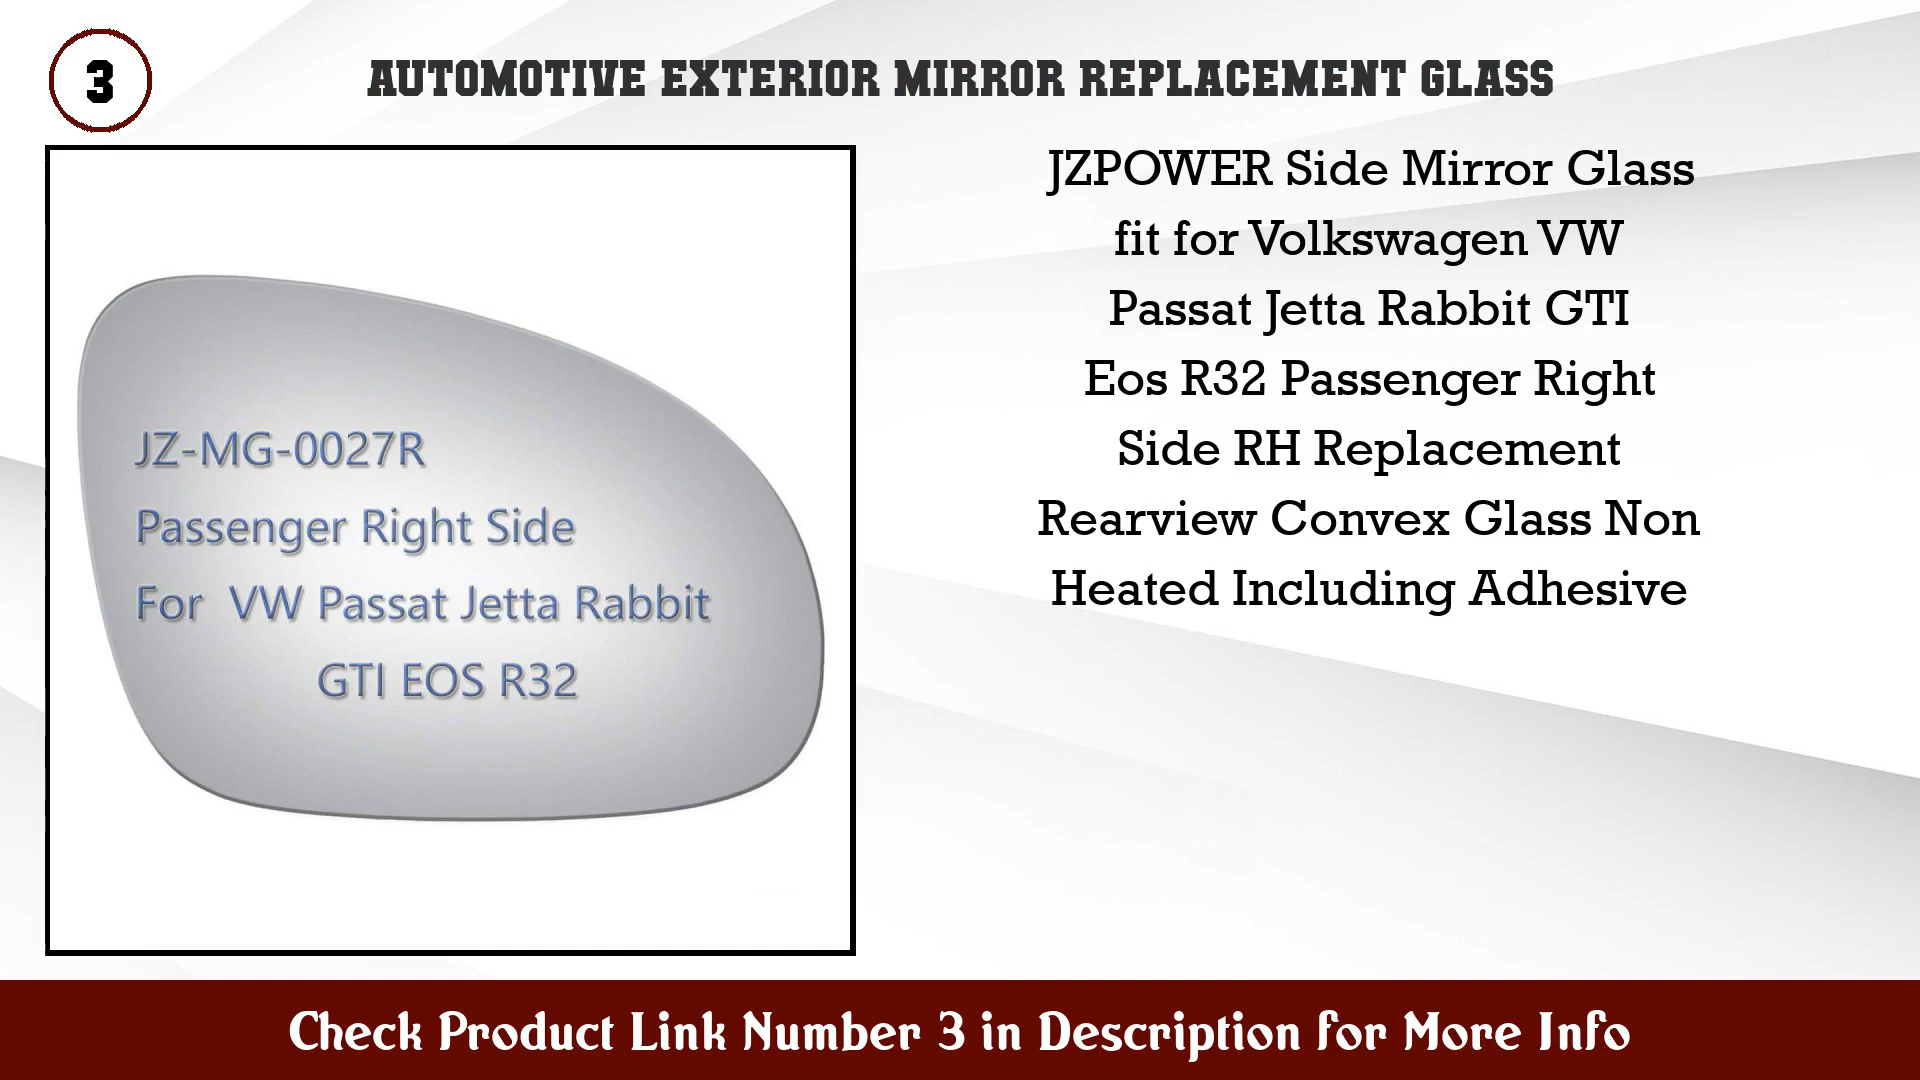 3
AUTOMOTIVE EXTERIOR MIRROR REPLACEMENT GLASS
JZ-MG-0027R
Passenger Right Side
For VW Passat Jetta Rabbit
GTI EOS R32
JZPOWER Side Mirror Glass
fit for Volkswagen VW
Passat Jetta Rabbit GTI
Eos R32 Passenger Right
Side RH Replacement
Rearview Convex Glass Non
Heated Including Adhesive
Check Product Link Number 3 in Description for More Info